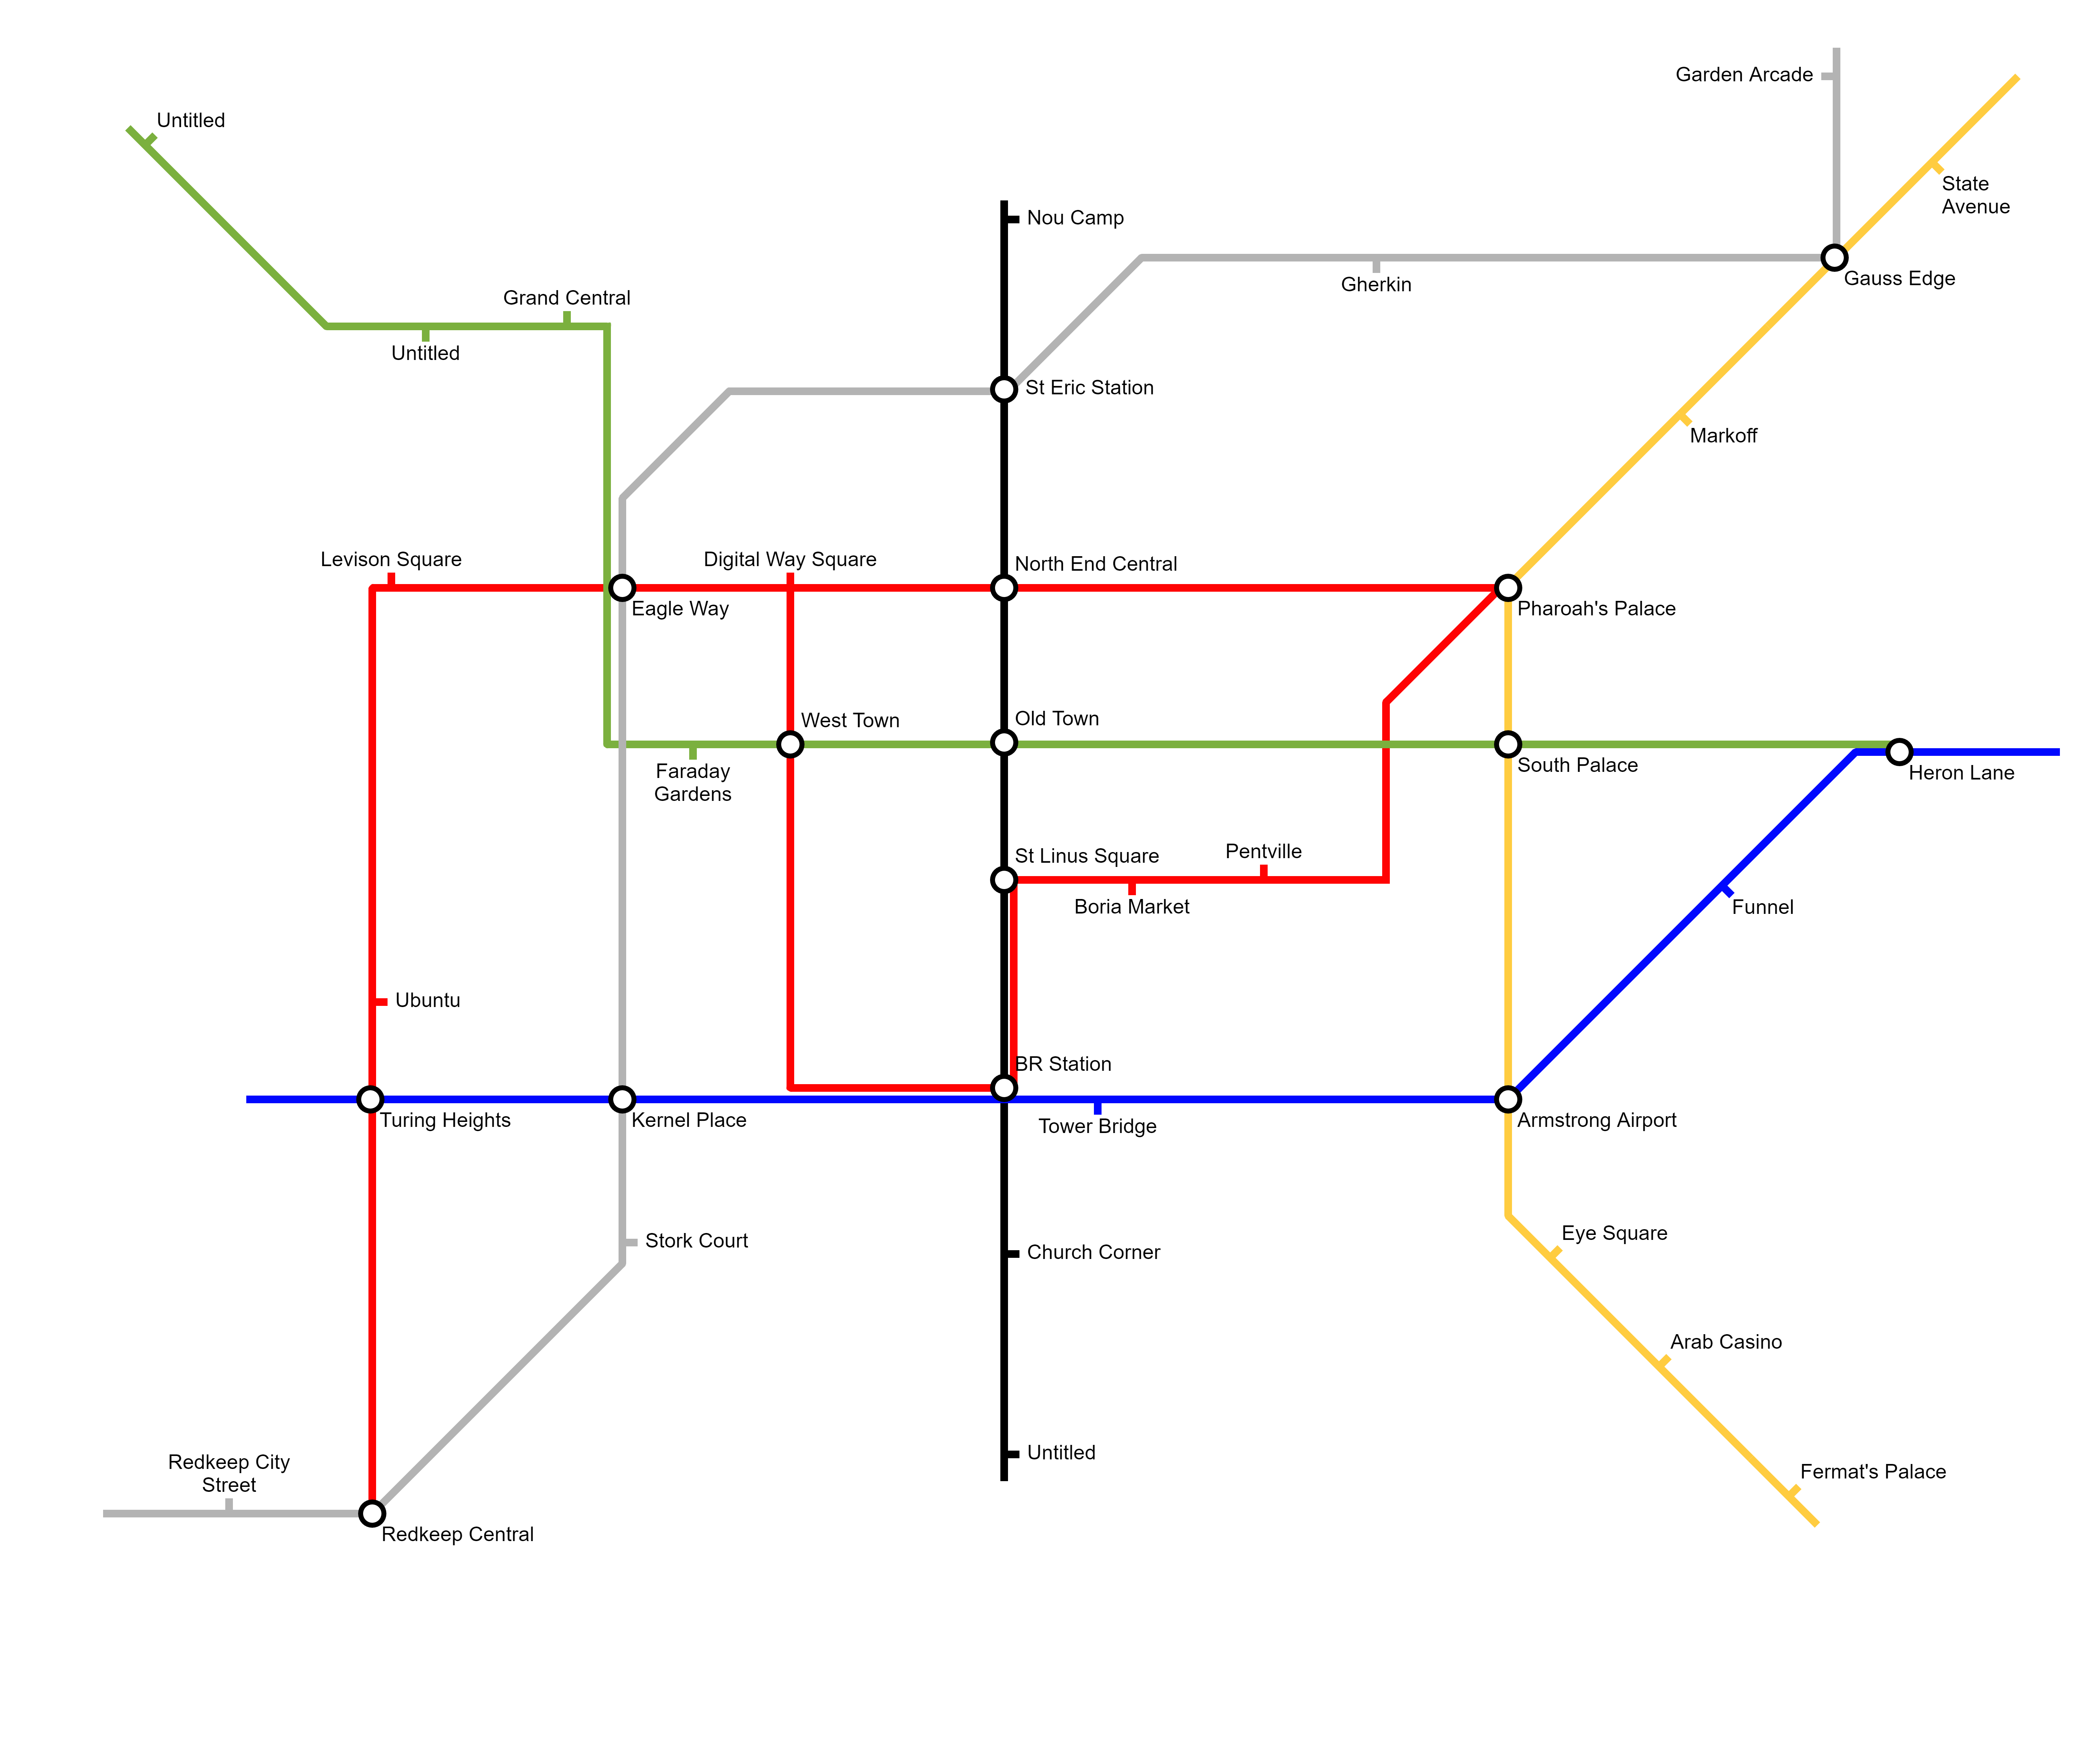 Garden Arcade
Untitled
State
Avenue
Nou Camp
Gauss Edge
Gherkin
Grand Central
Untitled
St Eric Station
Markoff
Levison Square
Digital Way Square
North End Central
Eagle Way
Pharoah's Palace
West Town
Old Town
South Palace
Heron Lane
Faraday
Gardens
St Linus Square
Pentville
Boria Market
Funnel
Ubuntu
BR Station
Turing Heights
Kernel Place
Tower Bridge
Armstrong Airport
Stork Court
Church Corner
Eye Square
Arab Casino
Untitled
Redkeep City
Street
Fermat's Palace
Redkeep Central